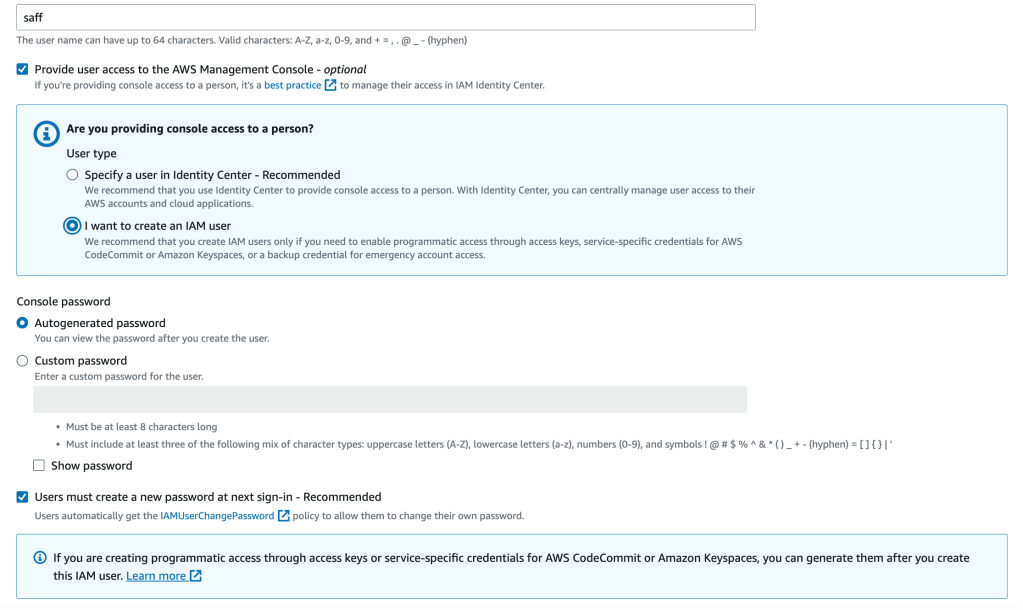 saff
The user name can have up to 64 characters. Valid characters: A-Z, a-z, 0-9, and + = , . @ _ - (hyphen)
Provide user access to the AWS Management Console - optional
If you're providing console access to a person, it's a best practice to manage their access in IAM Identity Center.
Are you providing console access to a person?
User type
Specify a user in Identity Center - Recommended
We recommend that you use Identity Center to provide console access to a person. With Identity Center, you can centrally manage user access to their
AWS accounts and cloud applications.
I want to create an IAM user
We recommend that you create IAM users only if you need to enable programmatic access through access keys, service-specific credentials for AWS
CodeCommit or Amazon Keyspaces, or a backup credential for emergency account access.
Console password
Autogenerated password
You can view the password after you create the user.
Custom password
Enter a custom password for the user.
• Must be at least 8 characters long
• Must include at least three of the following mix of character types: uppercase letters (A-Z), lowercase letters (a-z), numbers (0-9), and symbols ! @ # $ % ^ & * ( ) _ + - (hyphen) = [ ] { } | '
Show password
Users must create a new password at next sign-in - Recommended
Users automatically get the IAMUserChangePassword policy to allow them to change their own password.
If you are creating programmatic access through access keys or service-specific credentials for AWS CodeCommit or Amazon Keyspaces, you can generate them after you create
this IAM user. Learn more